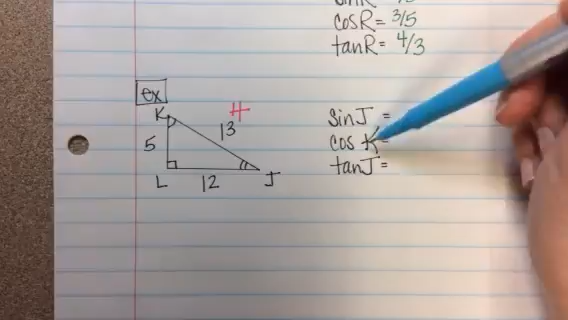 cosR = 3/5
tanR = 4/3
ex
K
H
13
5
L
12
J
sinJ =
cos K =
tanJ =